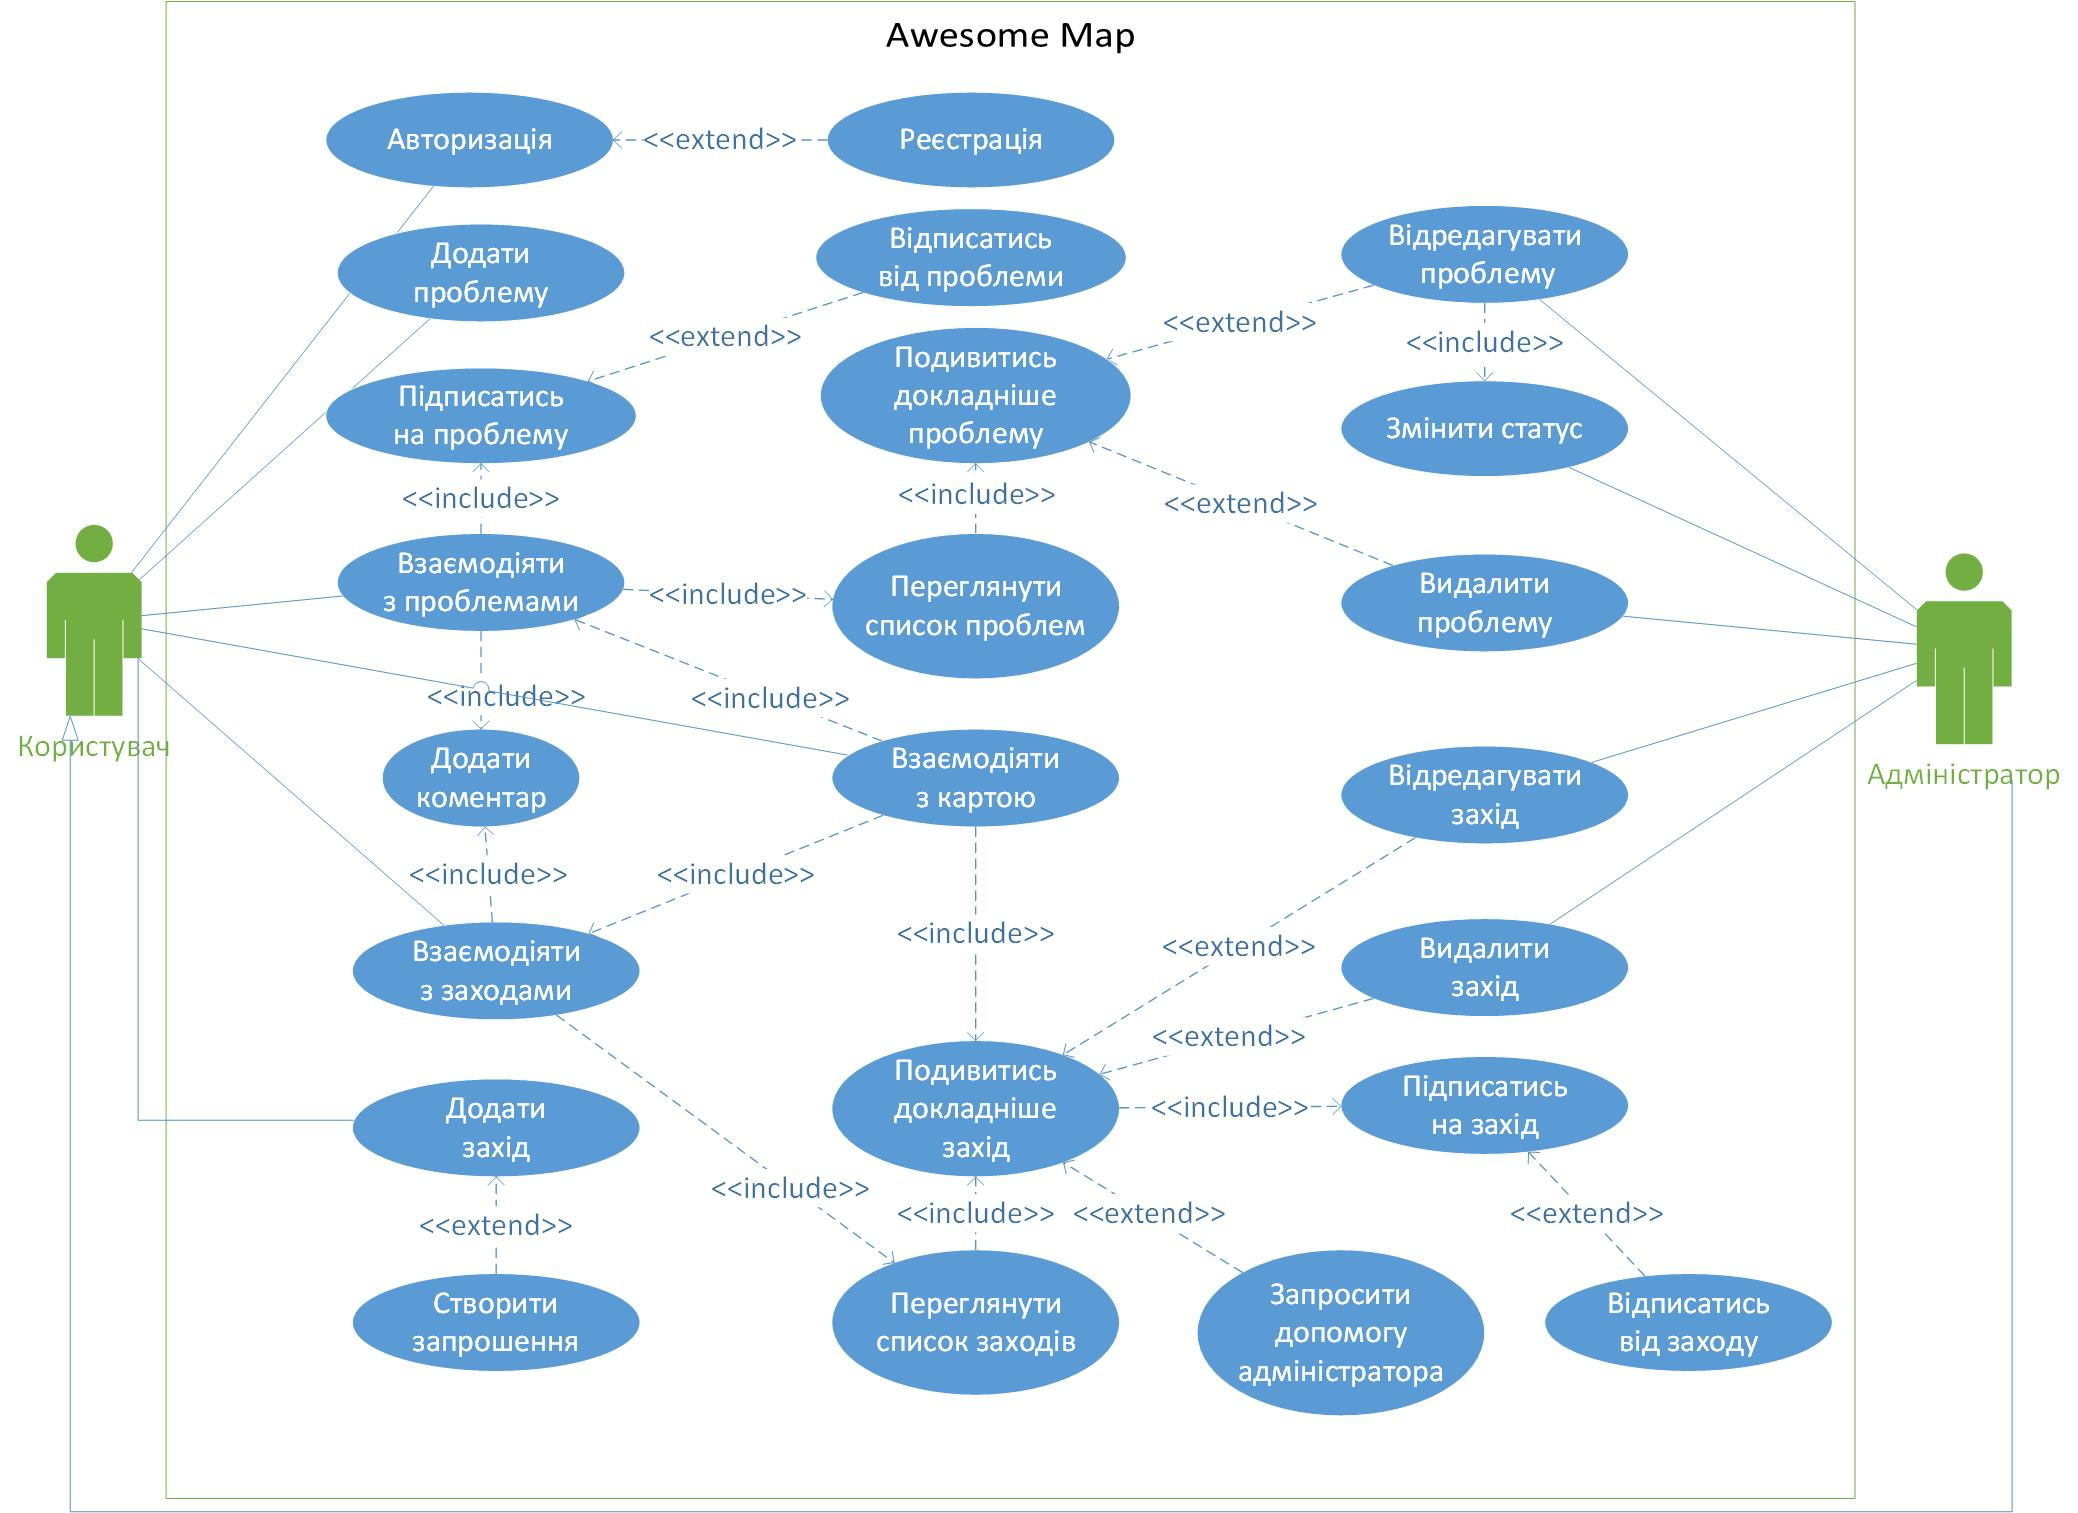 Awesome Map
Авторизація
<<extend>>
Реєстрація
Додати
проблему
Відписатись
від проблеми
Відредагувати
проблему
<<extend>>
<<extend>>
<<include>>
Підписатись
на проблему
Подивитись
докладніше
проблему
Змінити статус
<<include>>
<<include>>
<<extend>>
Взаємодіяти
з проблемами
<<include>>
Переглянути
список проблем
Видалити
проблему
<<include>>
<<include>>
Користувач
Адміністратор
Додати
коментар
Взаємодіяти
з картою
Відредагувати
захід
<<include>>
<<include>>
<<include>>
<<extend>>
Взаємодіяти
з заходами
Видалити
захід
<<extend>>
Додати
захід
Подивитись
докладніше
захід
<<include>>
Підписатись
на захід
<<include>>
<<extend>>
<<include>>
<<extend>>
<<extend>>
Створити
запрошення
Переглянути
список заходів
Запросити
допомогу
адміністратора
Відписатись
від заходу